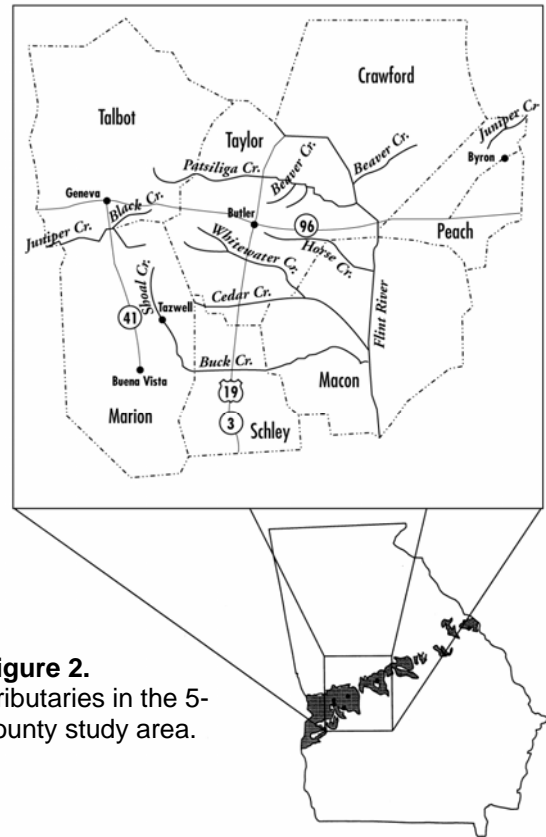 Crawford
Talbot
Juniper Cr.
Taylor
Beaver Cr.
Beaver Cr.
Byron
Patsiliga Cr.
Geneva
Black Cr.
Butler
96
Peach
Juniper Cr.
Whitewater Cr.
Horse Cr.
Shoal Cr.
Cedar Cr.
Flint River
Tazwell
41
Buck Cr.
Buena Vista
19
Macon
Marion
3
Schley
igure 2.
ributaries in the 5-
ounty study area.